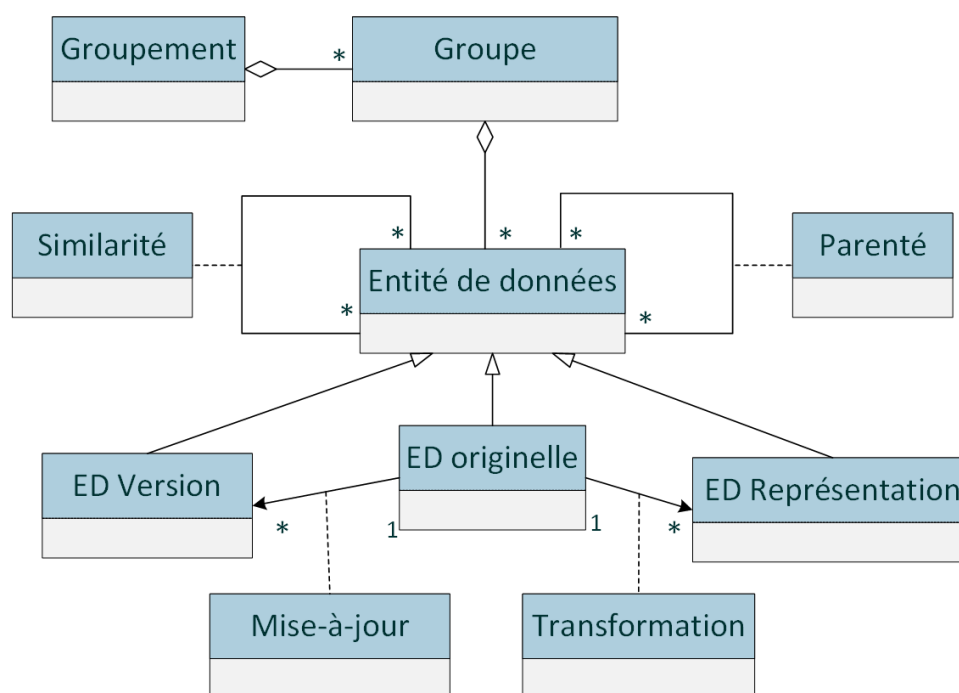 Groupement
*
Groupe
Similarité
*
*
*
Parenté
Entité de données
*
*
ED Version
ED originelle
ED Représentation
*
1
1
*
Mise-à-jour
Transformation